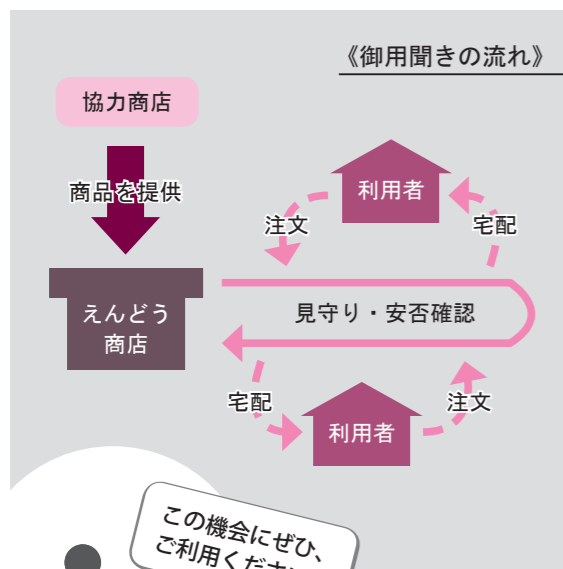 《御用聞きの流れ》
協力商店
商品を提供
利用者
注文
宅配
えんどう
商店
見守り・安否確認
宅配
注文
利用者
この機会にぜひ、
ご利用ください